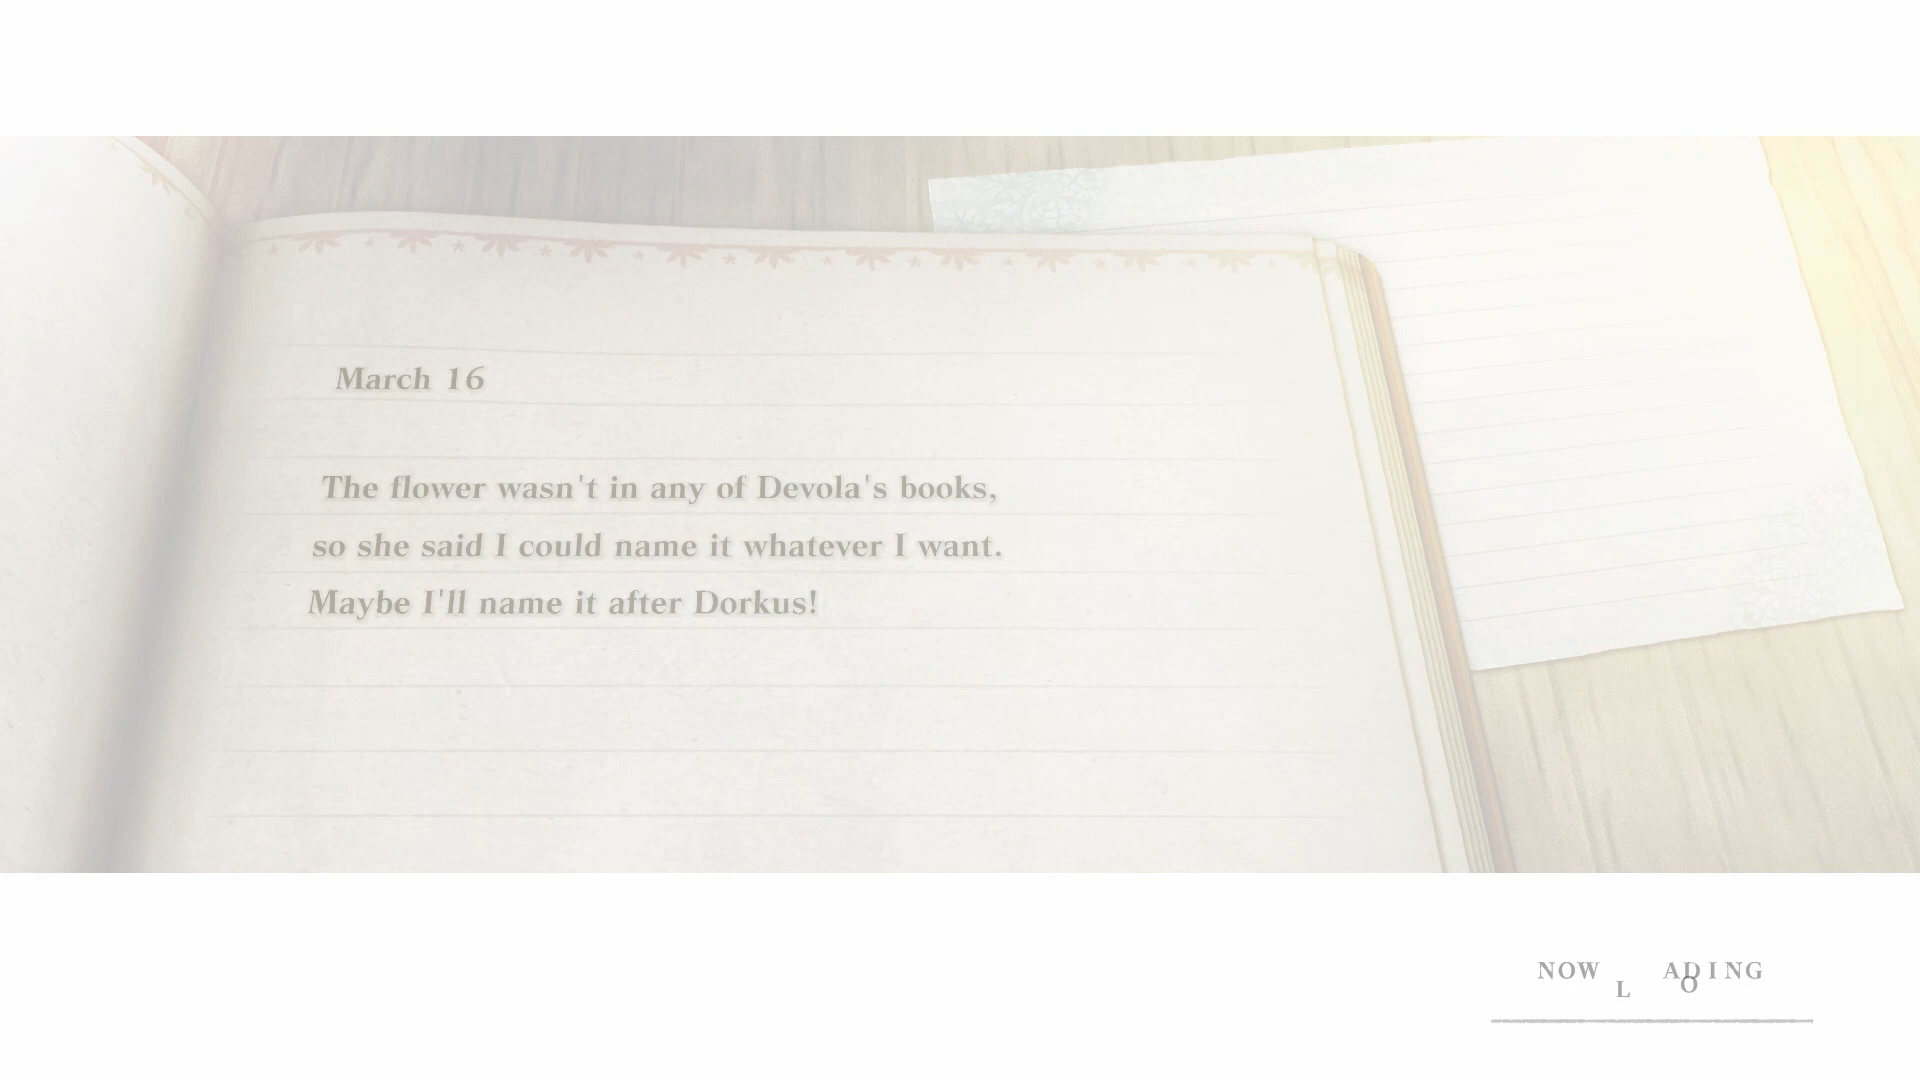 March 16
The flower wasn't in any of Devola's books,
so she said I could name it whatever I want.
Maybe I'll name it after Dorkus!
NOW LOADING